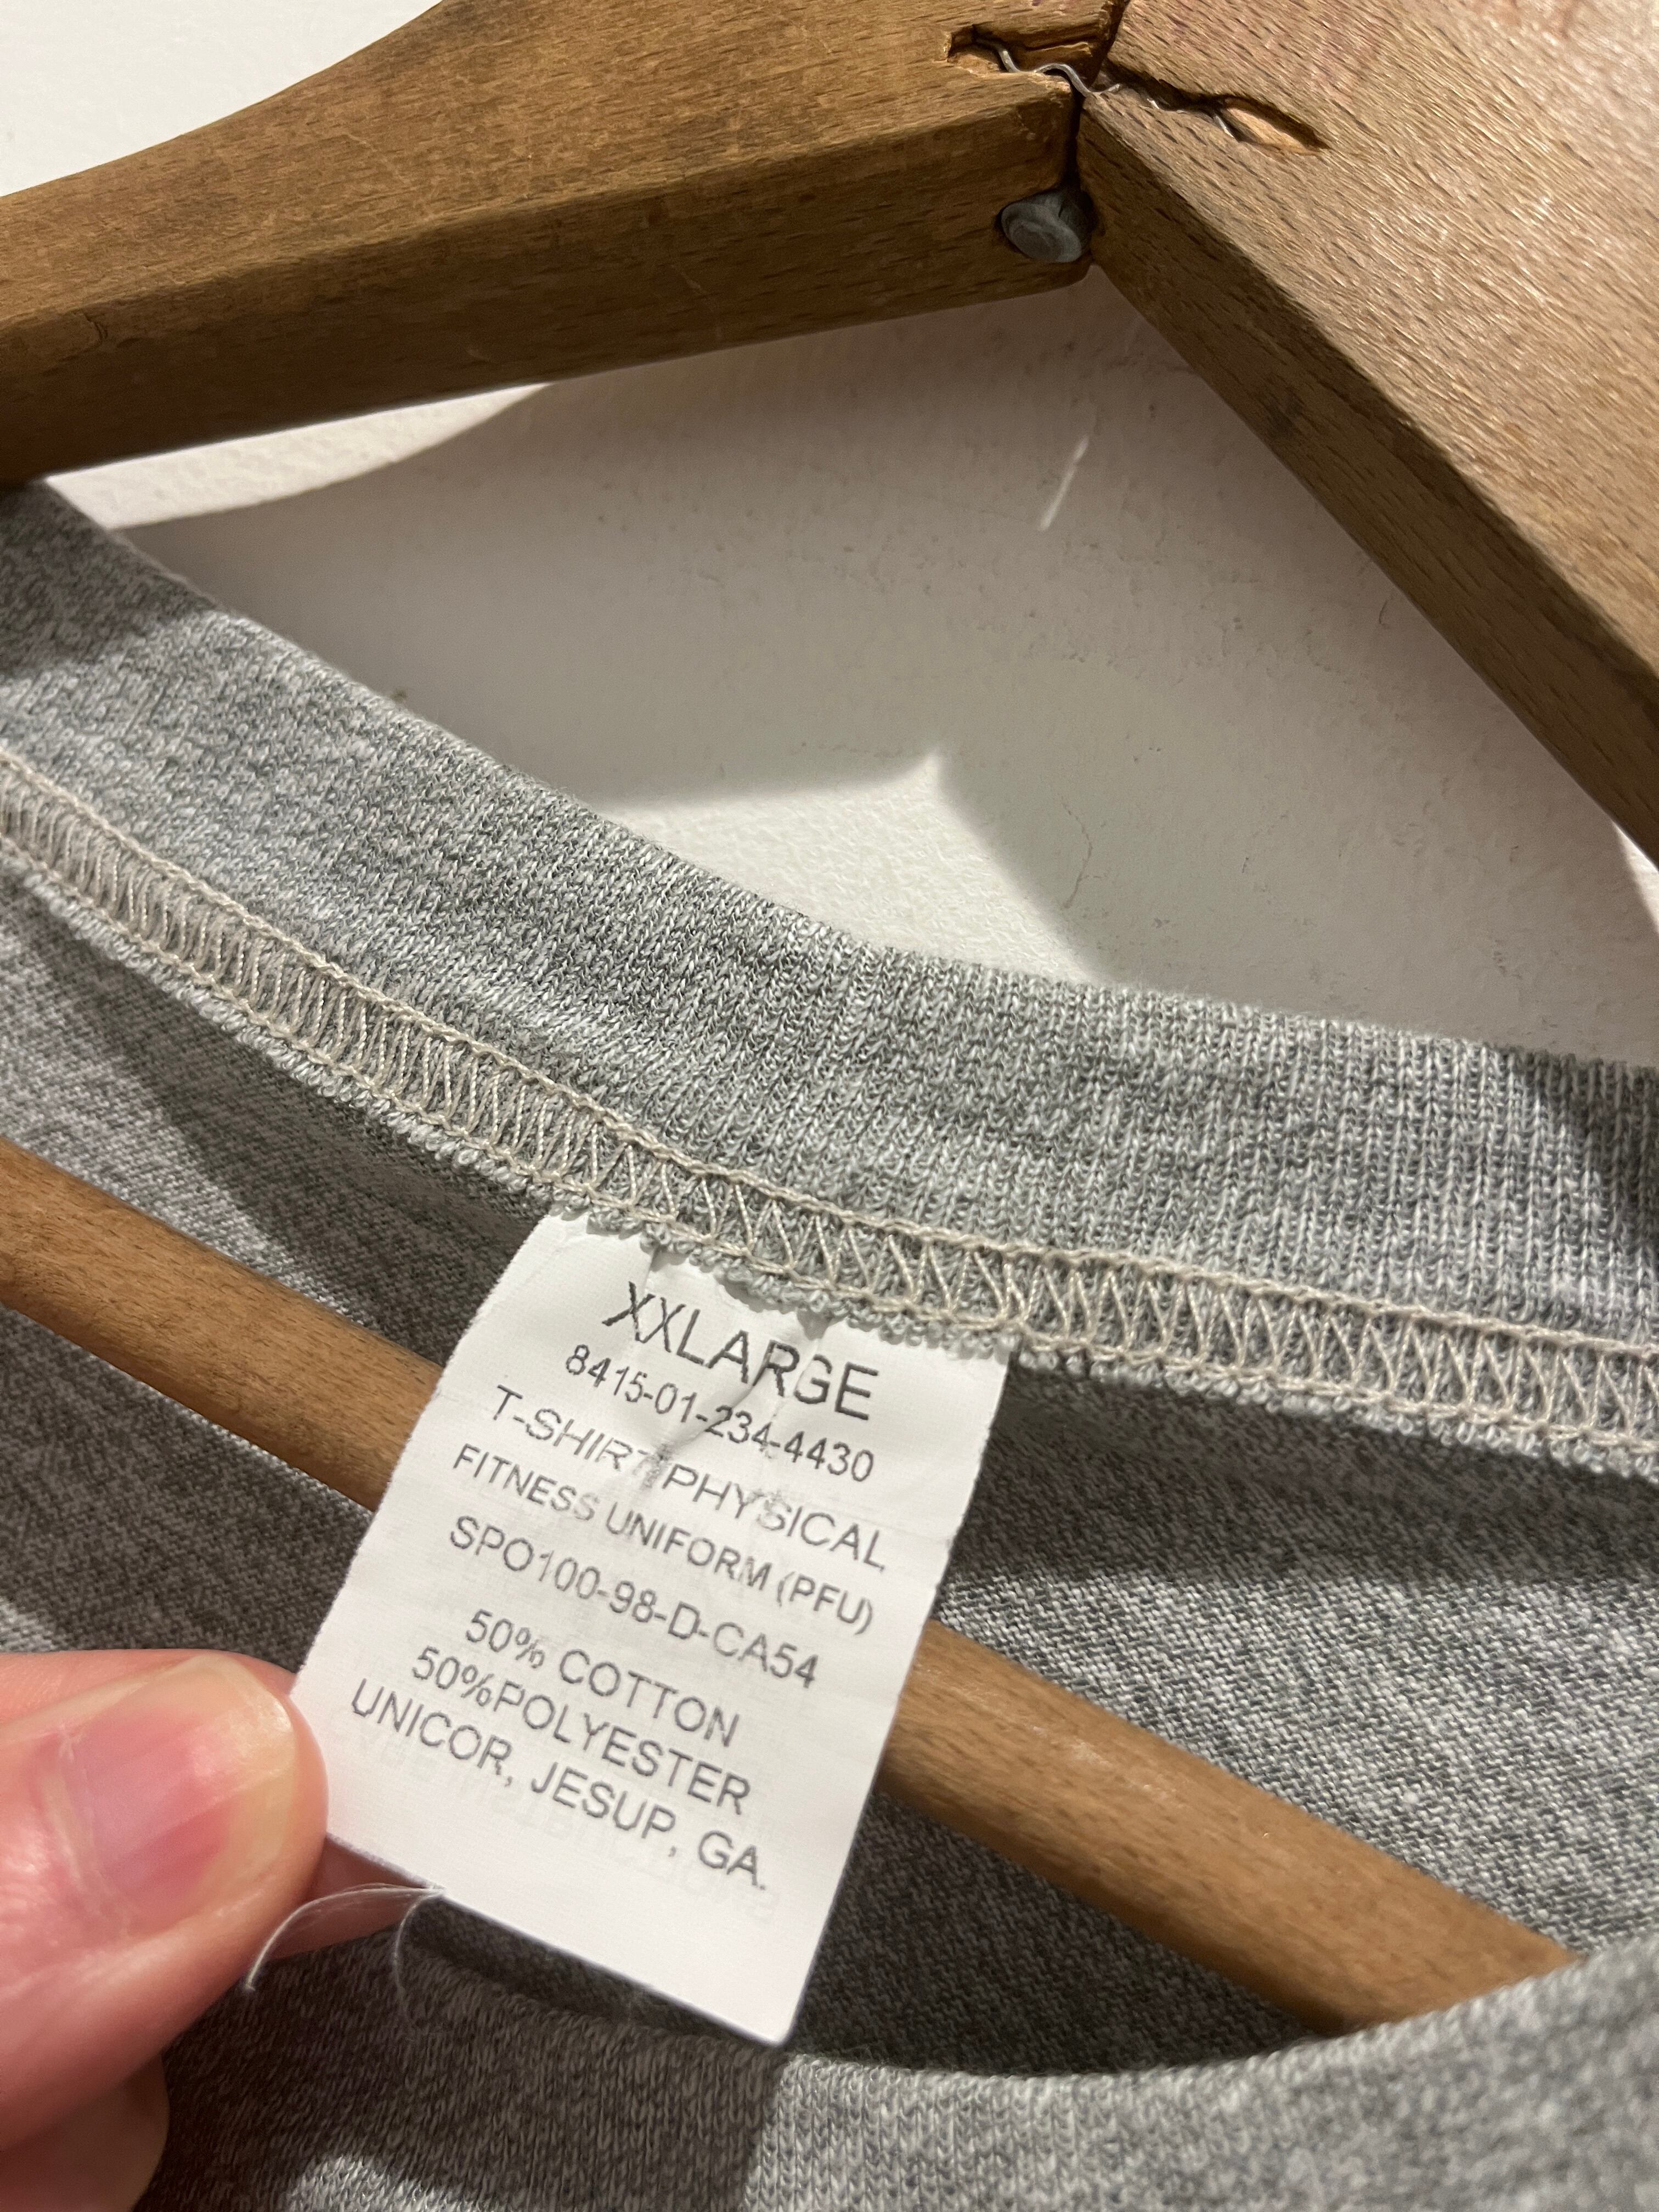 XXLARGE
8415-01-234-4430
T-SHIRT, PHYSICAL
FITNESS UNIFORM (PFU)
SPO100-98-D-CA54
50% COTTON
50%POLYESTER
UNICOR, JESUP, GA.